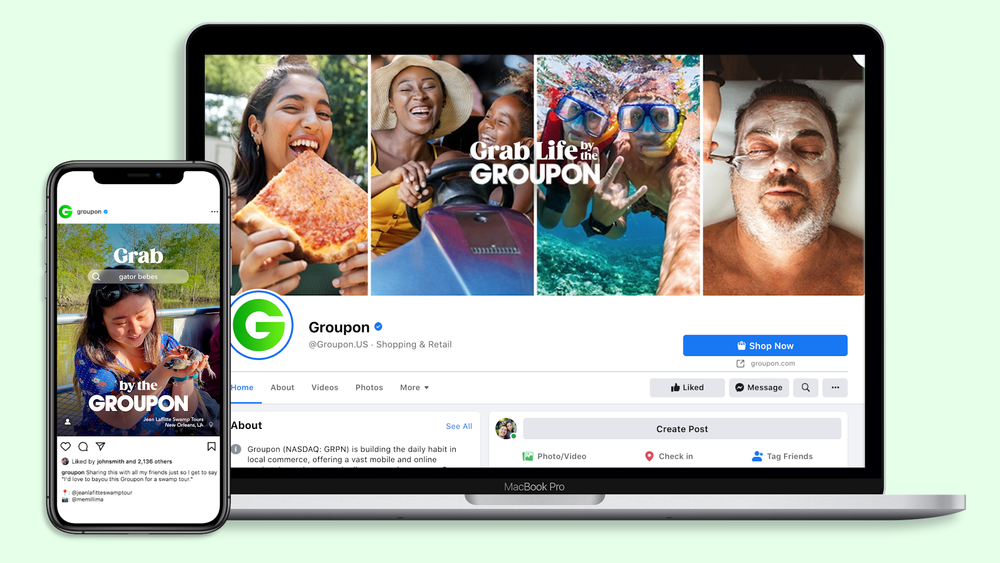 Grab Life by the
GROUPON
Groupon
@Groupon.US · Shopping & Retail
Shop Now
groupon.com
Home About Videos Photos More
Liked Message
About See All
Groupon (NASDAQ: GRPN) is building the daily habit in
local commerce, offering a vast mobile and online
Create Post
Photo/Video Check in Tag Friends
MacBook Pro
groupon
Grab
gator bebes
by the
GROUPON
Jean Laffite Swamp Tours
New Orleans, LA
Liked by johnsmith and 2,136 others
groupon Sharing this with all my friends just so I get to say
"I'd love to bayou this Groupon for a swamp tour."
@jeanlafitteswamptour
@memillima